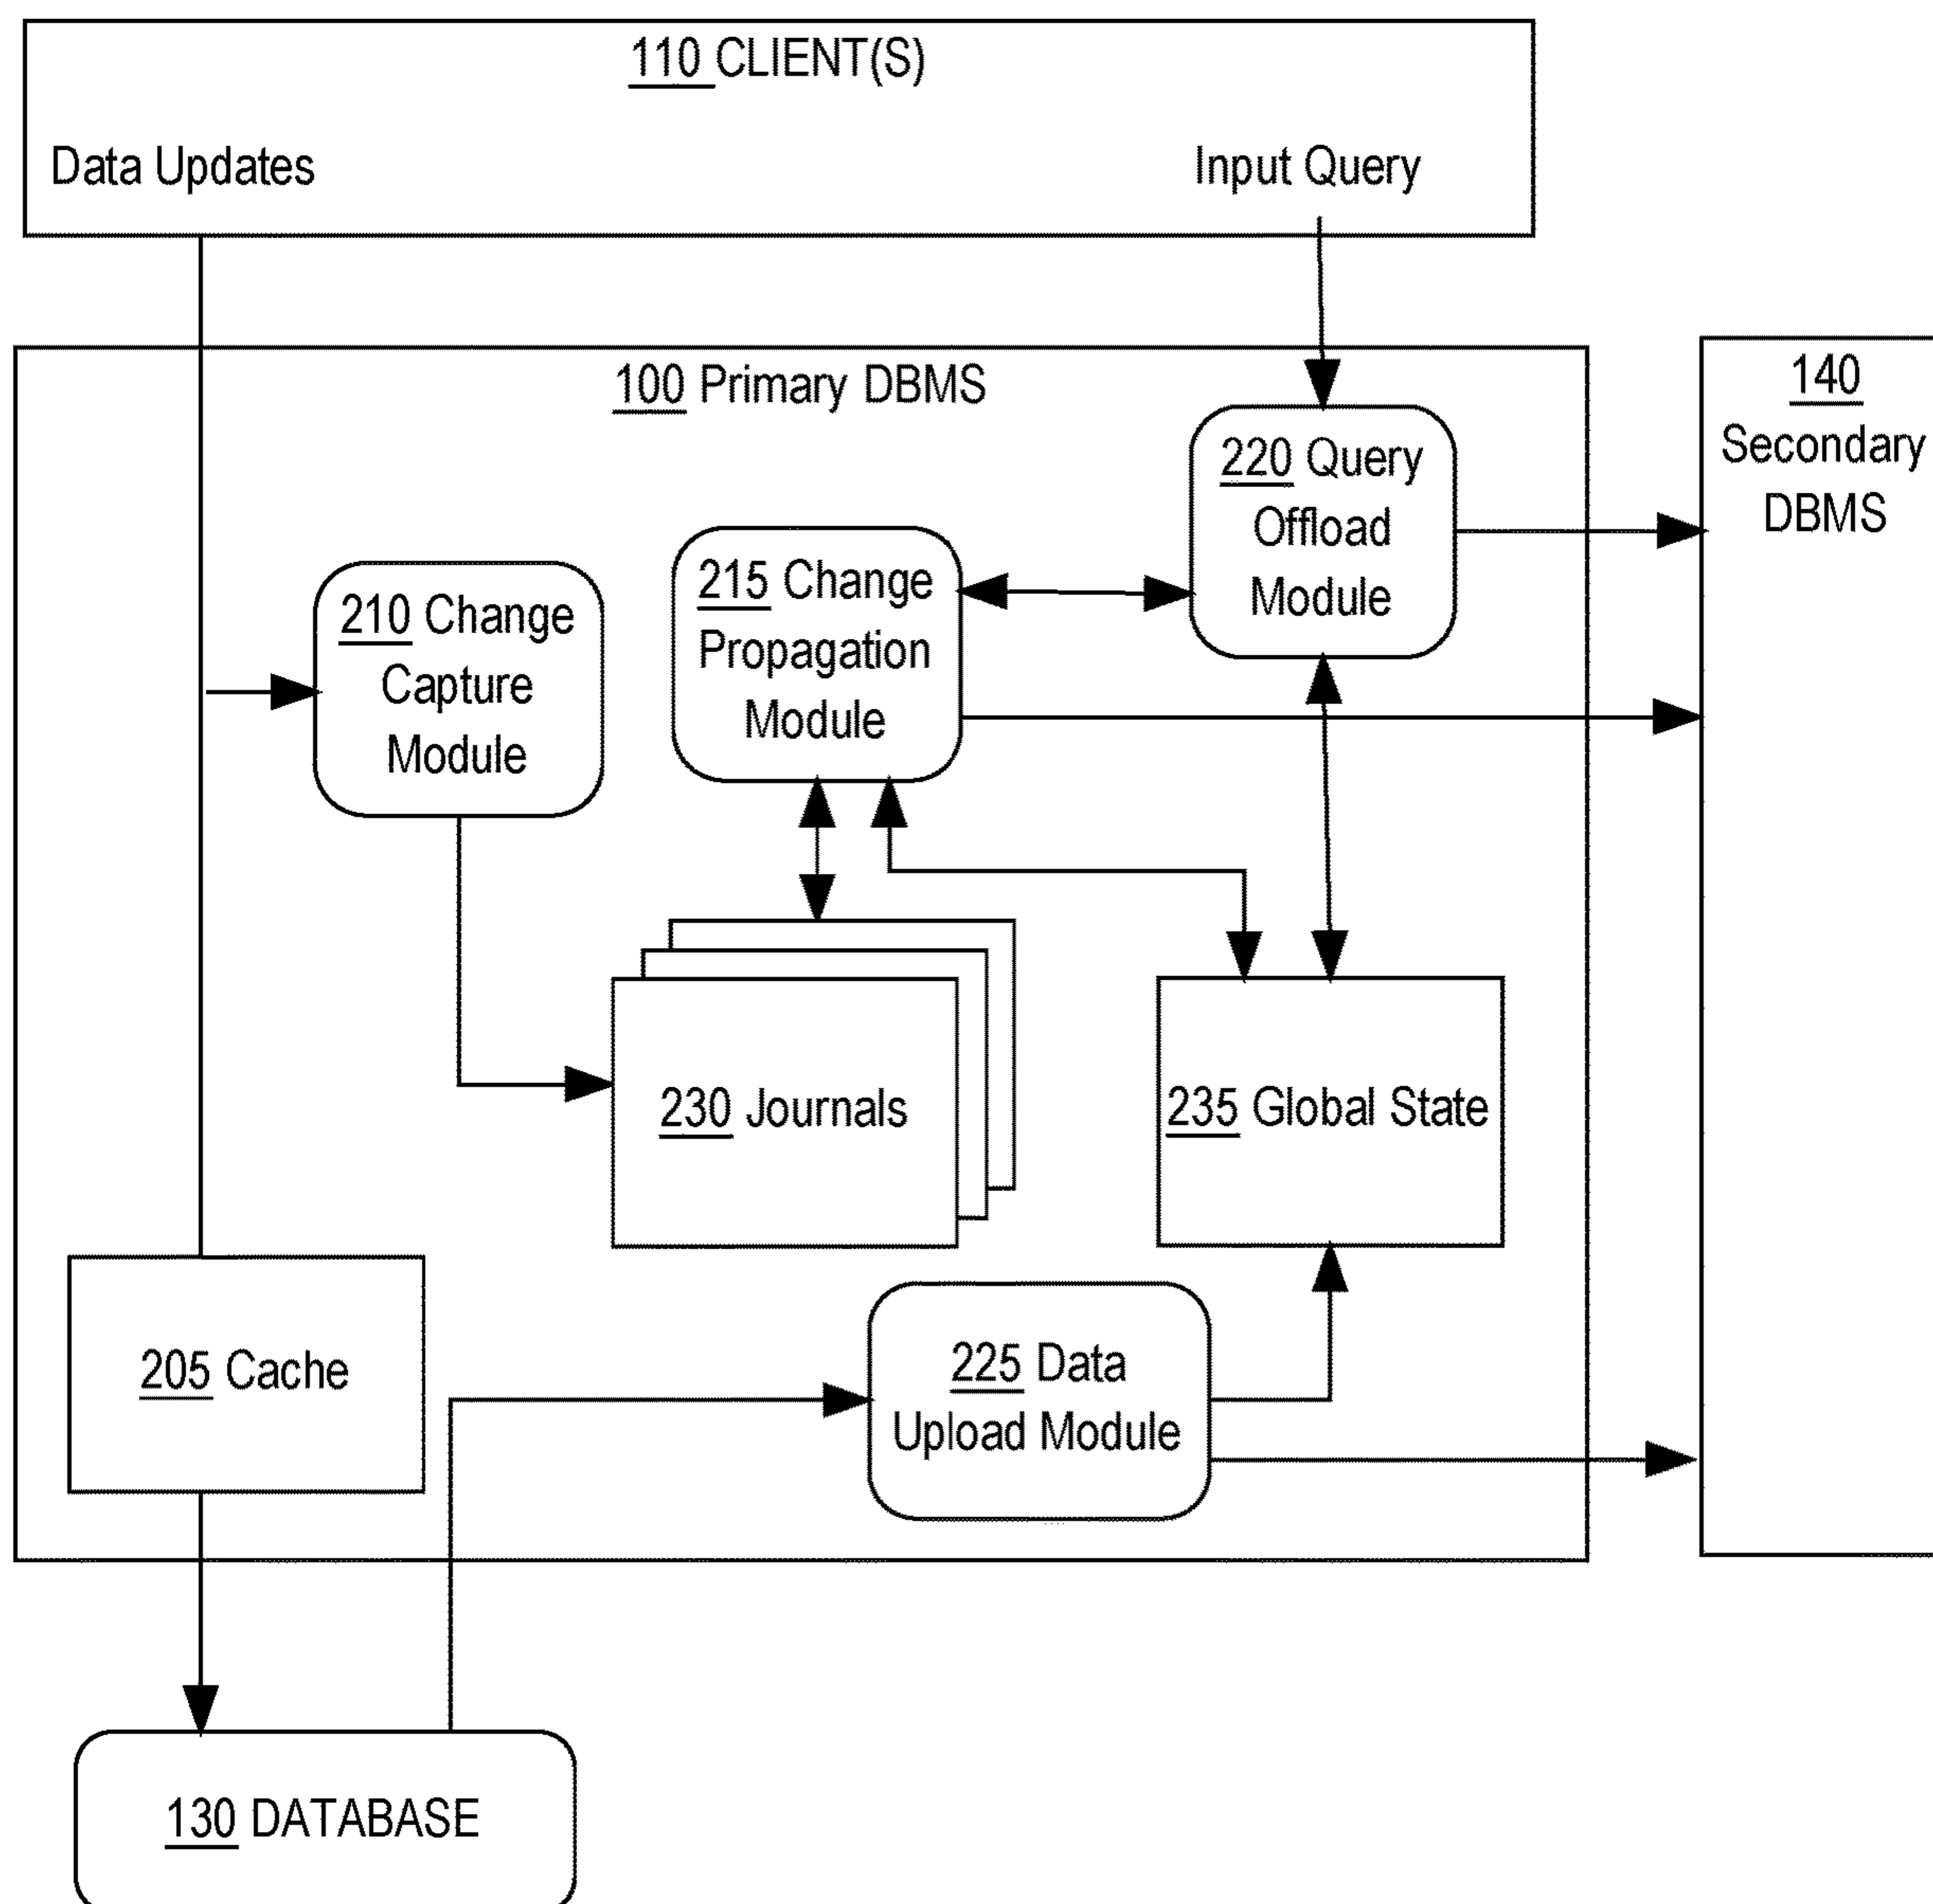 110 CLIENT(S)
Data Updates
Input Query
100 Primary DBMS
140
Secondary
DBMS
220 Query
Offload
Module
215 Change
Propagation
Module
210 Change
Capture
Module
230 Journals
235 Global State
205 Cache
225 Data
Upload Module
130 DATABASE